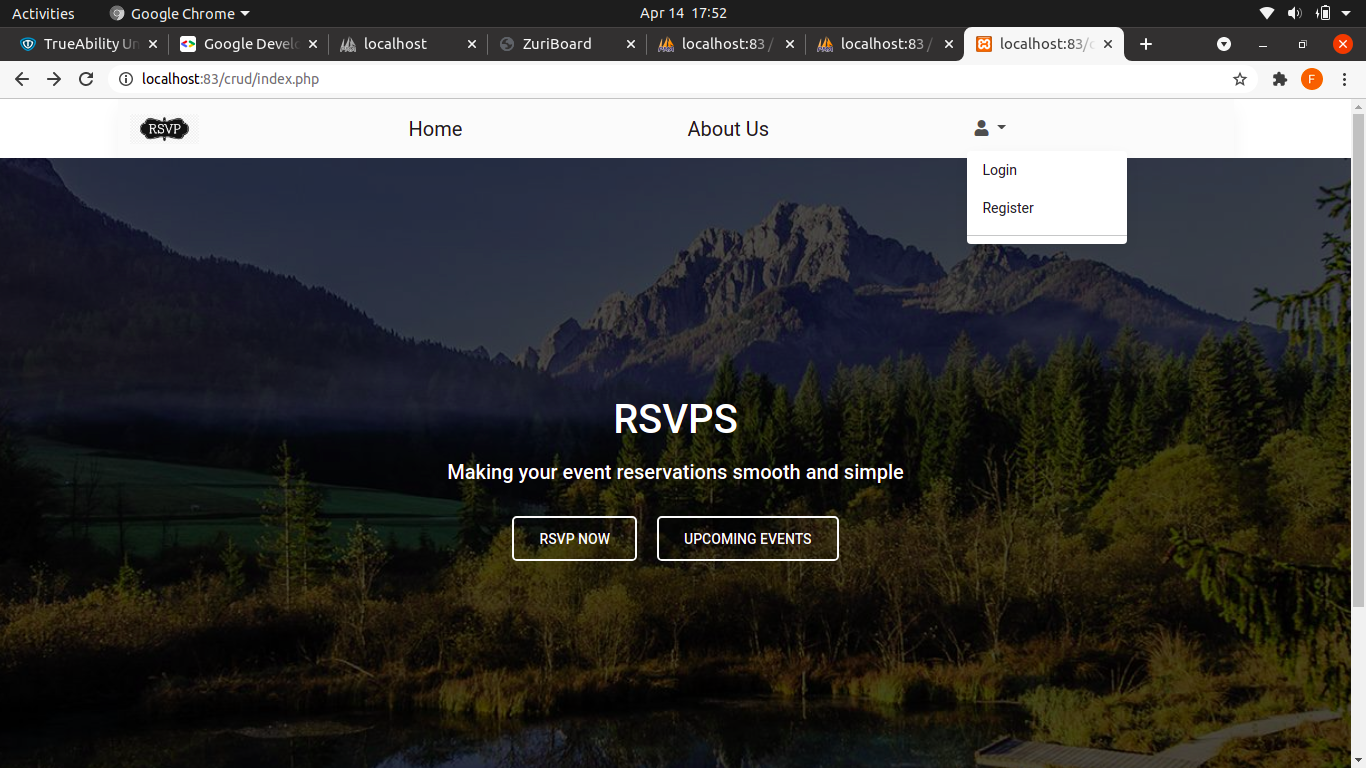 Activities Google Chrome Apr 14 17:52
TrueAbility Un Google Develo localhost ZuriBoard localhost:83 / localhost:83 / localhost:83/c
localhost:83/crud/index.php F
RSVP Home About Us
Login
Register
RSVPS
Making your event reservations smooth and simple
RSVP NOW UPCOMING EVENTS